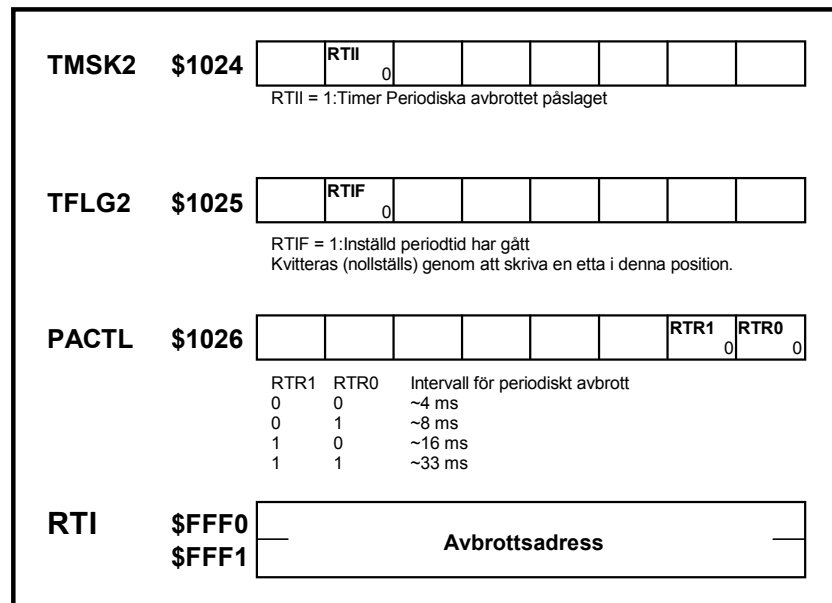 TMSK2 $1024 RTII 0
RTII = 1:Timer Periodiska avbrottet påslaget
TFLG2 $1025 RTIF 0
RTIF = 1:Inställd periodtid har gått
Kvitteras (nollställs) genom att skriva en etta i denna position.
PACTL $1026 RTR1 0 RTR0 0
RTR1 RTR0 Intervall för periodiskt avbrott
0 0 ~4 ms
0 1 ~8 ms
1 0 ~16 ms
1 1 ~33 ms
RTI $FFF0
$FFF1 Avbrottsadress